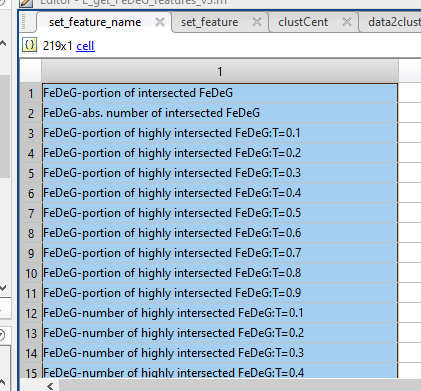 Editor - E_get_FeDeG_features_v3.m
set_feature_name set_feature clustCent data2clust
{} 219x1 cell
1
1 FeDeG-portion of intersected FeDeG
2 FeDeG-abs. number of intersected FeDeG
3 FeDeG-portion of highly intersected FeDeG:T=0.1
4 FeDeG-portion of highly intersected FeDeG:T=0.2
5 FeDeG-portion of highly intersected FeDeG:T=0.3
6 FeDeG-portion of highly intersected FeDeG:T=0.4
7 FeDeG-portion of highly intersected FeDeG:T=0.5
8 FeDeG-portion of highly intersected FeDeG:T=0.6
9 FeDeG-portion of highly intersected FeDeG:T=0.7
10 FeDeG-portion of highly intersected FeDeG:T=0.8
11 FeDeG-portion of highly intersected FeDeG:T=0.9
12 FeDeG-number of highly intersected FeDeG:T=0.1
13 FeDeG-number of highly intersected FeDeG:T=0.2
14 FeDeG-number of highly intersected FeDeG:T=0.3
15 FeDeG-number of highly intersected FeDeG:T=0.4